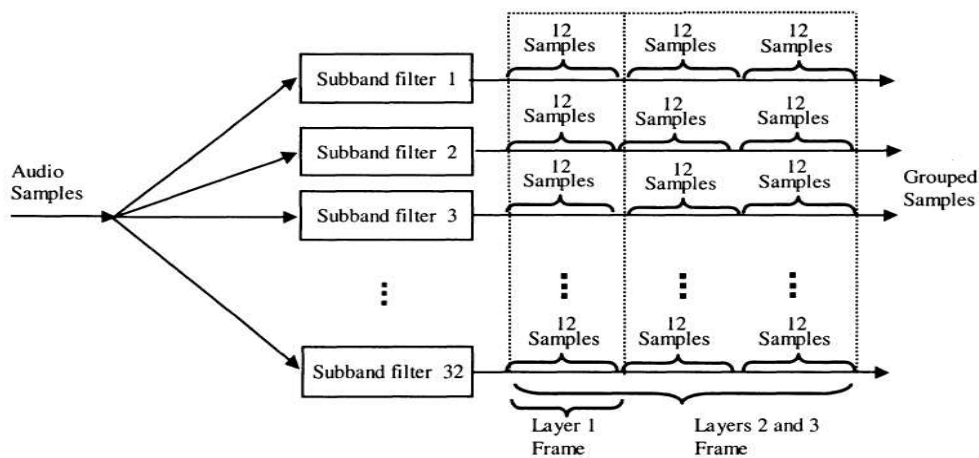 12 12 12
Samples Samples Samples
Subband filter 1
12 12 12
Samples Samples Samples
Subband filter 2
Audio
Samples
12 12 12
Samples Samples Samples
Subband filter 3
Grouped
Samples
12 12 12
Samples Samples Samples
Subband filter 32
Layer 1
Frame
Layers 2 and 3
Frame